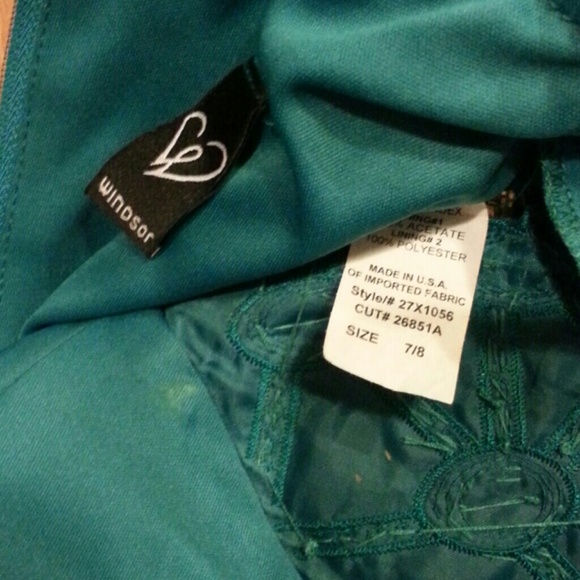 windsor
ACETATE
LINING# 2
100% POLYESTER
MADE IN U.S.A.
OF IMPORTED FABRIC
Style/# 27X1056
CUT# 26851A
SIZE 7/8